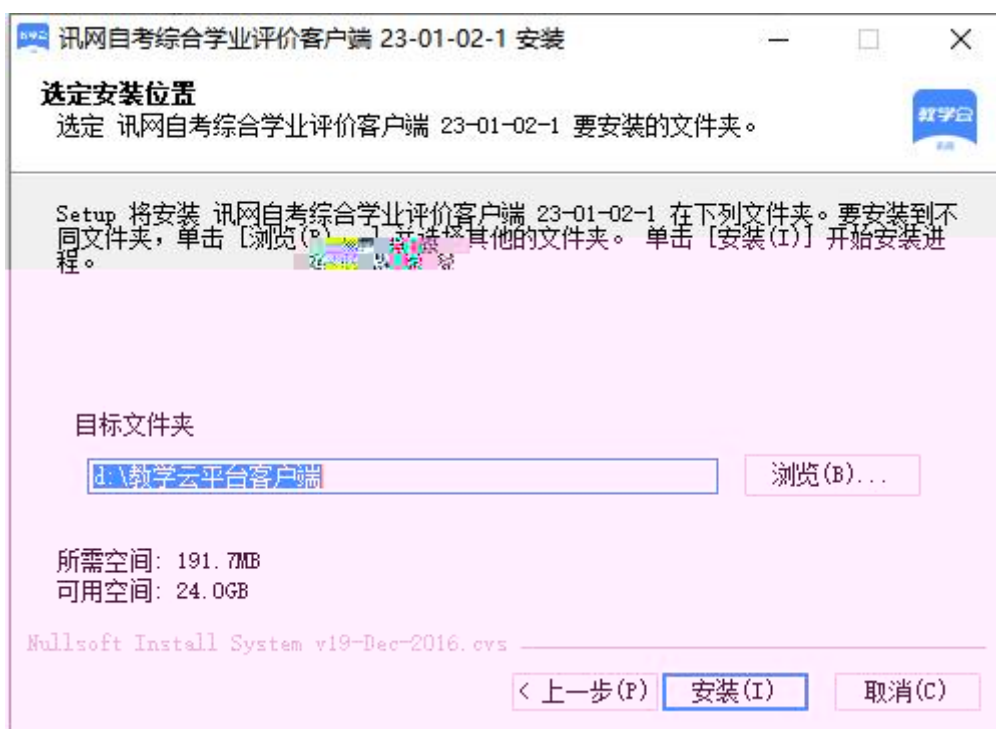 讯网自考综合学业评价客户端 23-01-02-1 安装
选定安装位置
选定 讯网自考综合学业评价客户端 23-01-02-1 要安装的文件夹。
Setup 将安装 讯网自考综合学业评价客户端 23-01-02-1 在下列文件夹。要安装到不
同文件夹，单击 [浏览(B) 其他的文件夹。 单击 [安装(I)] 开始安装进
程。
目标文件夹
d:\教学云平台客户端
浏览(B)...
所需空间: 191.7MB
可用空间: 24.0GB
Nullsoft Install System v19-Dec-2016.cvs
< 上一步(P)
安装(I)
取消(C)